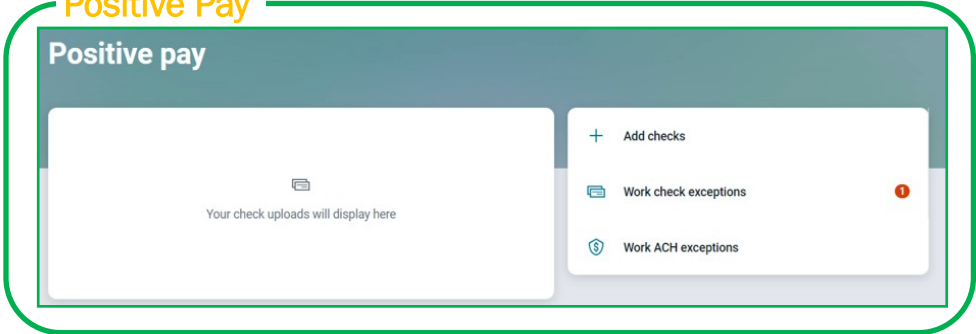 Positive Pay
Positive pay
Add checks
Work check exceptions
1
Your check uploads will display here
Work ACH exceptions